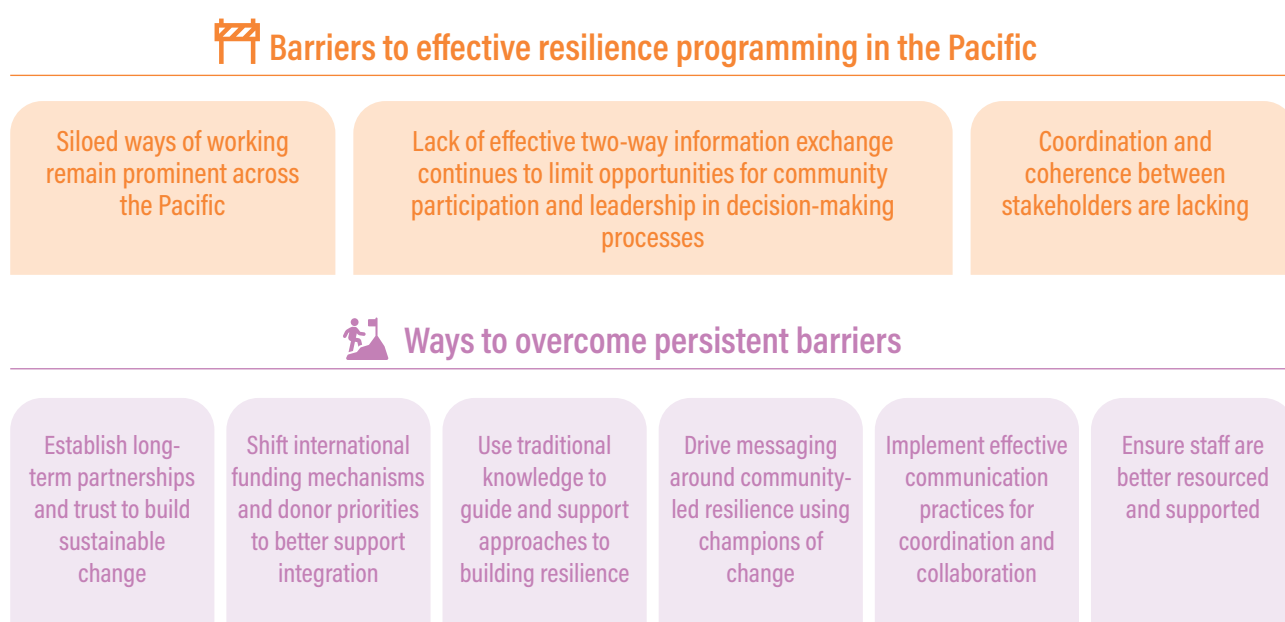 Barriers to effective resilience programming in the Pacific
Siloed ways of working
remain prominent across
the Pacific
Lack of effective two-way information exchange
continues to limit opportunities for community
participation and leadership in decision-making
processes
Coordination and
coherence between
stakeholders are lacking
Ways to overcome persistent barriers
Establish long-
term partnerships
and trust to build
sustainable
change
Shift international
funding mechanisms
and donor priorities
to better support
integration
Use traditional
knowledge to
guide and support
approaches to
building resilience
Drive messaging
around community-
led resilience using
champions of
change
Implement effective
communication
practices for
coordination and
collaboration
Ensure staff are
better resourced
and supported